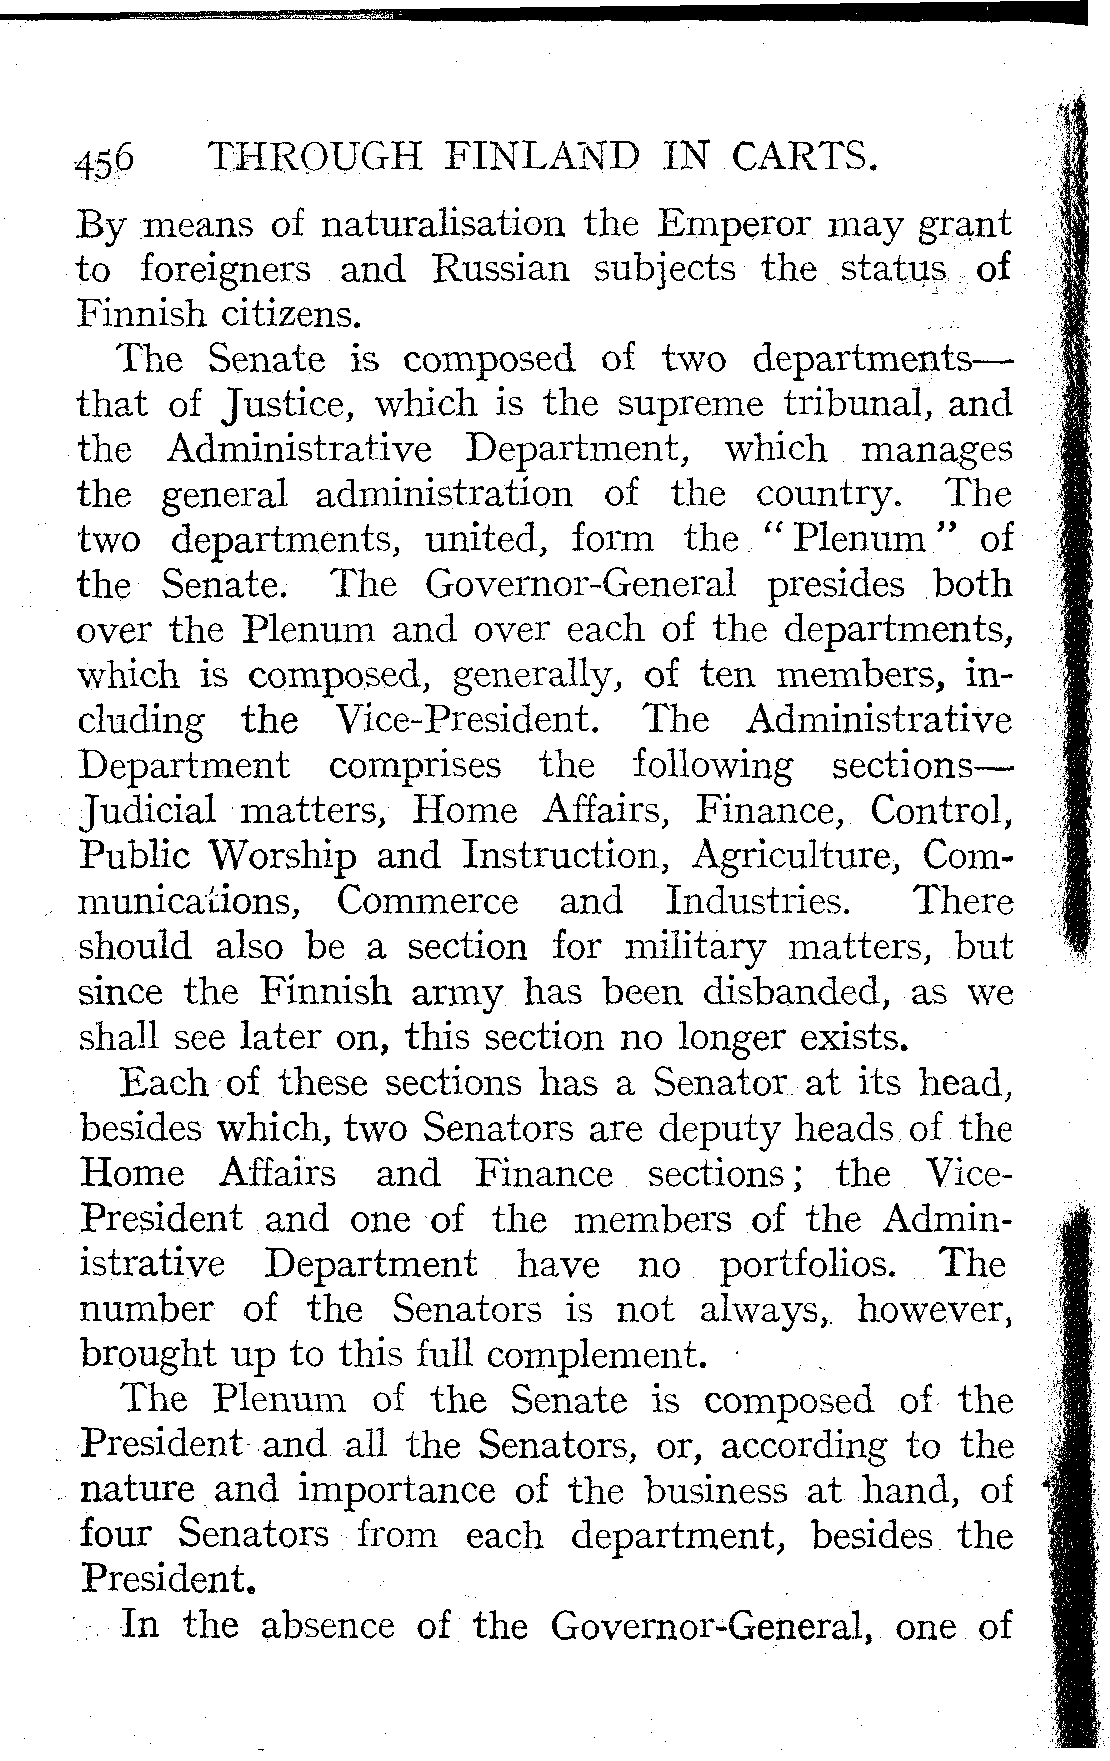 456 THROUGH FINLAND IN CARTS.
By means of naturalisation the Emperor may grant
to foreigners and Russian subjects the status of
Finnish citizens.
The Senate is composed of two departments—
that of Justice, which is the supreme tribunal, and
the Administrative Department, which manages
the general administration of the country. The
two departments, united, form the “Plenum” of
the Senate. The Governor-General presides both
over the Plenum and over each of the departments,
which is composed, generally, of ten members, in-
cluding the Vice-President. The Administrative
Department comprises the following sections—
Judicial matters, Home Affairs, Finance, Control,
Public Worship and Instruction, Agriculture, Com-
munications, Commerce and Industries. There
should also be a section for military matters, but
since the Finnish army has been disbanded, as we
shall see later on, this section no longer exists.
Each of these sections has a Senator at its head,
besides which, two Senators are deputy heads of the
Home Affairs and Finance sections; the Vice-
President and one of the members of the Admin-
istrative Department have no portfolios. The
number of the Senators is not always, however,
brought up to this full complement.
The Plenum of the Senate is composed of the
President and all the Senators, or, according to the
nature and importance of the business at hand, of
four Senators from each department, besides the
President.
In the absence of the Governor-General, one of